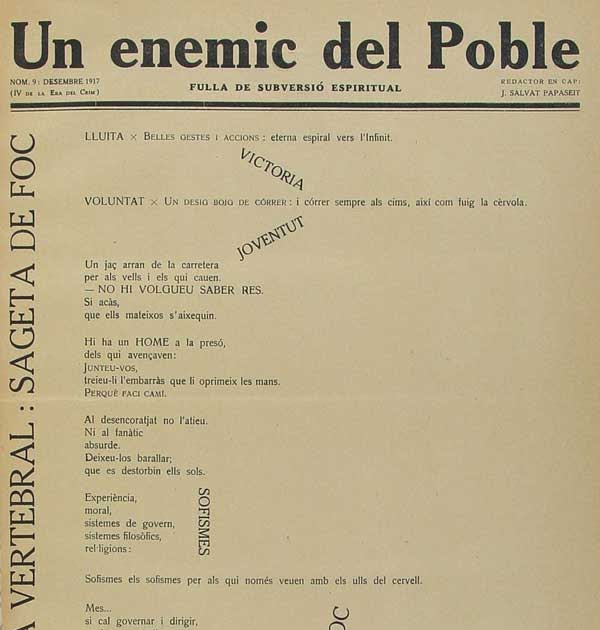 Un enemic del Poble
NÚM. 9 : DESEMBRE 1917
(IV DE LA ERA DEL CRIM)
FULLA DE SUBVERSIÓ ESPIRITUAL
REDACTOR EN CAP:
J. SALVAT PAPASEIT
VERTEBRAL : SAGETA DE FOC
LLUITA × BELLES GESTES I ACCIONS : eterna espiral vers l'Infinit.
VICTORIA
VOLUNTAT × UN DESIG BOJO DE CÓRRER : i córrer sempre als cims, així com fuig la cèrvola.
JOVENTUT
Un jaç arran de la carretera
per als vells i els qui cauen.
— NO HI VOLGUEU SABER RES.
Si acàs,
que ells mateixos s'aixequin.
Hi ha un HOME a la presó,
dels qui avençaven:
JUNTEU-VOS,
treieu-li l'embaràs que li oprimeix les mans.
PERQUÈ FACI CAMÍ.
Al desencoratjat no l'atieu.
Ni al fanàtic
absurde.
Deixeu-los barallar;
que es destorbin ells sols.
Experiència,
moral,
sistemes de govern,
sistemes filosòfics,
rel·ligions :
SOFISMES
Sofismes els sofismes per als qui només veuen amb els ulls del cervell.
Mes...
si cal governar i dirigir,